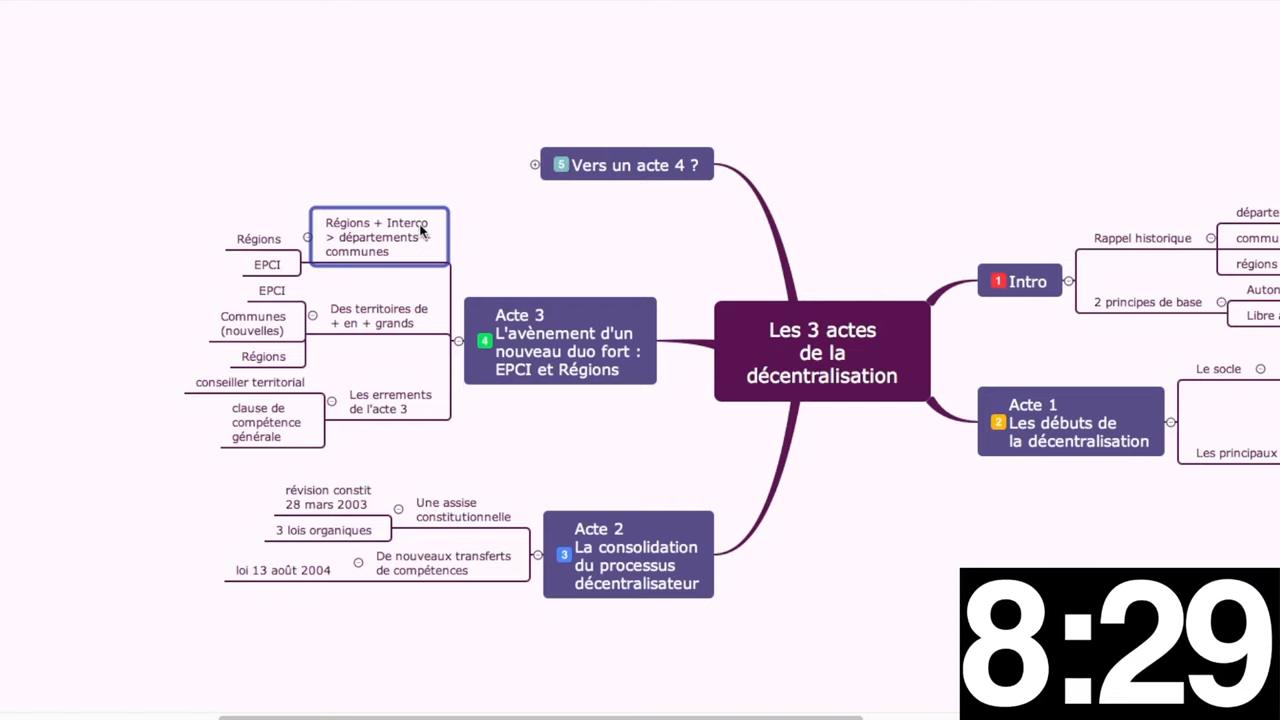 5 Vers un acte 4 ?
Régions + Interco
> départements +
communes
Régions
EPCI
Des territoires de
+ en + grands
EPCI
Communes
(nouvelles)
Régions
Les errements
de l'acte 3
conseiller territorial
clause de
compétence
générale
4
Acte 3
L'avènement d'un
nouveau duo fort :
EPCI et Régions
Une assise
constitutionnelle
révision constit
28 mars 2003
3 lois organiques
De nouveaux transferts
de compétences
loi 13 août 2004
3
Acte 2
La consolidation
du processus
décentralisateur
Les 3 actes
de la
décentralisation
1 Intro
Rappel historique
départe
commu
régions
2 principes de base
Auton
Libre
2
Acte 1
Les débuts de
la décentralisation
Le socle
Les principaux
8:29